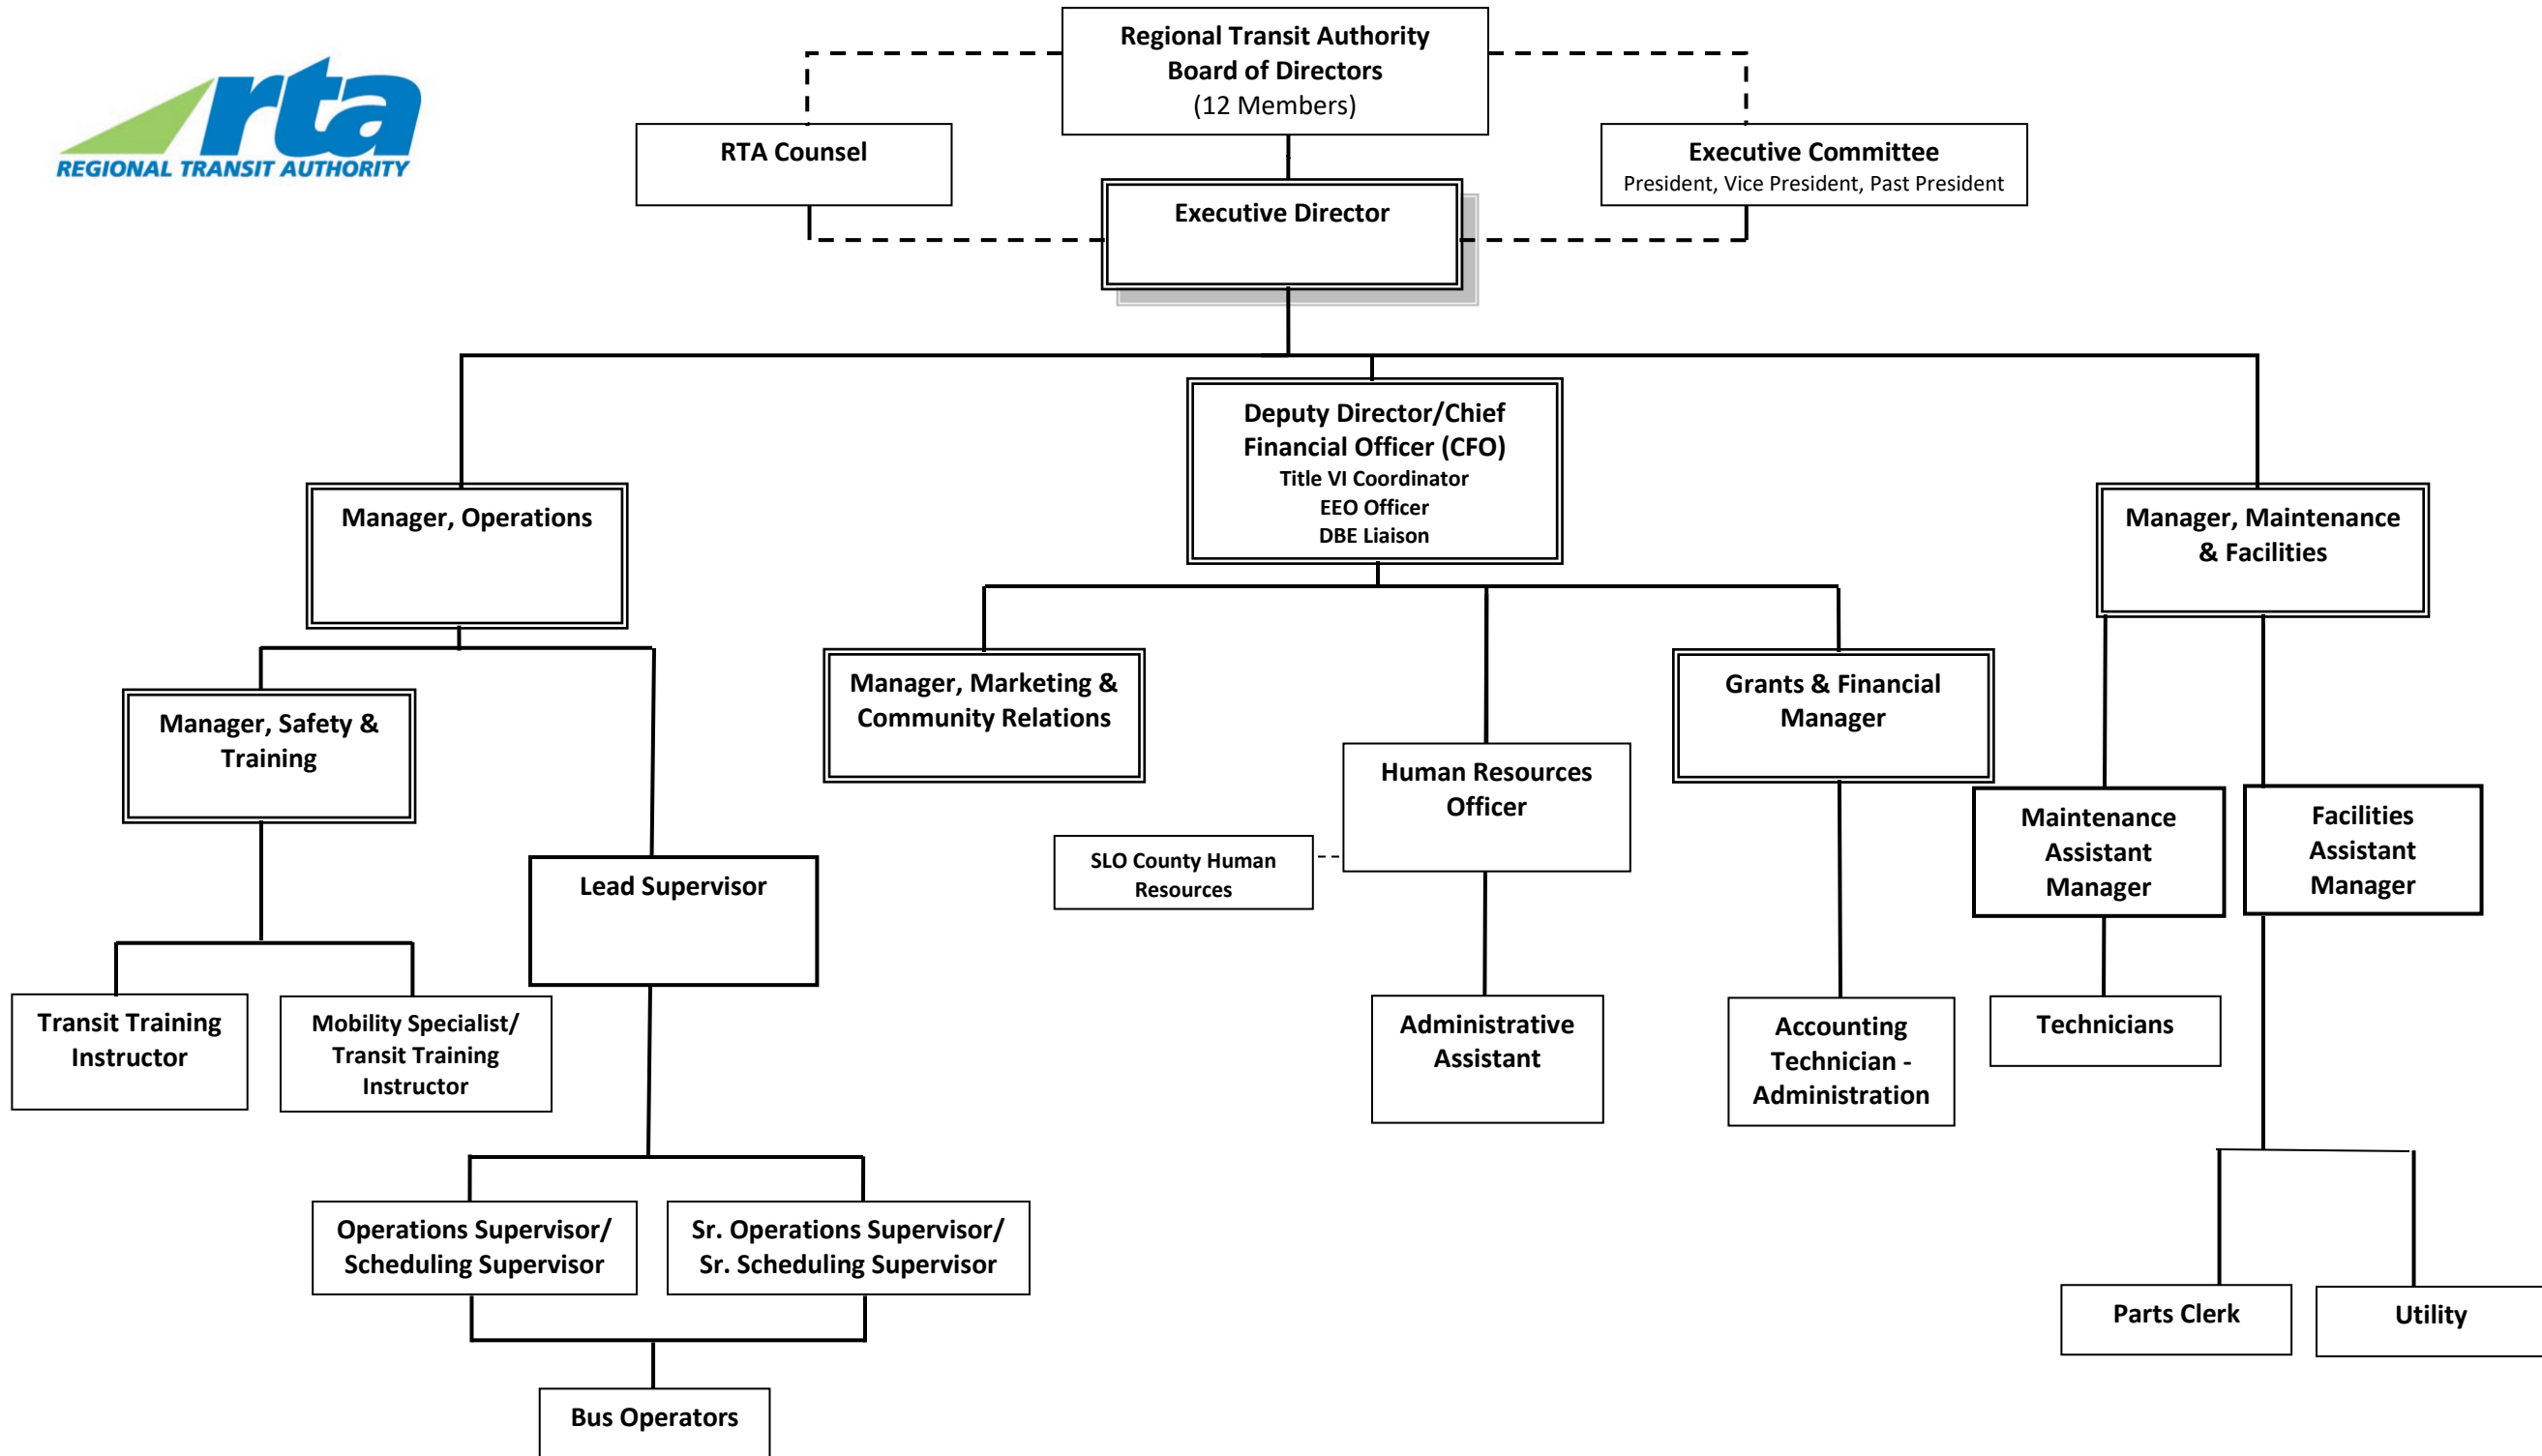 rta
REGIONAL TRANSIT AUTHORITY
Regional Transit Authority
Board of Directors
(12 Members)
RTA Counsel
Executive Committee
President, Vice President, Past President
Executive Director
Deputy Director/Chief
Financial Officer (CFO)
Title VI Coordinator
EEO Officer
DBE Liaison
Manager, Operations
Manager, Maintenance
& Facilities
Manager, Safety &
Training
Manager, Marketing &
Community Relations
Grants & Financial
Manager
Human Resources
Officer
SLO County Human
Resources
Lead Supervisor
Maintenance
Assistant
Manager
Facilities
Assistant
Manager
Transit Training
Instructor
Mobility Specialist/
Transit Training
Instructor
Administrative
Assistant
Accounting
Technician -
Administration
Technicians
Operations Supervisor/
Scheduling Supervisor
Sr. Operations Supervisor/
Sr. Scheduling Supervisor
Parts Clerk
Utility
Bus Operators